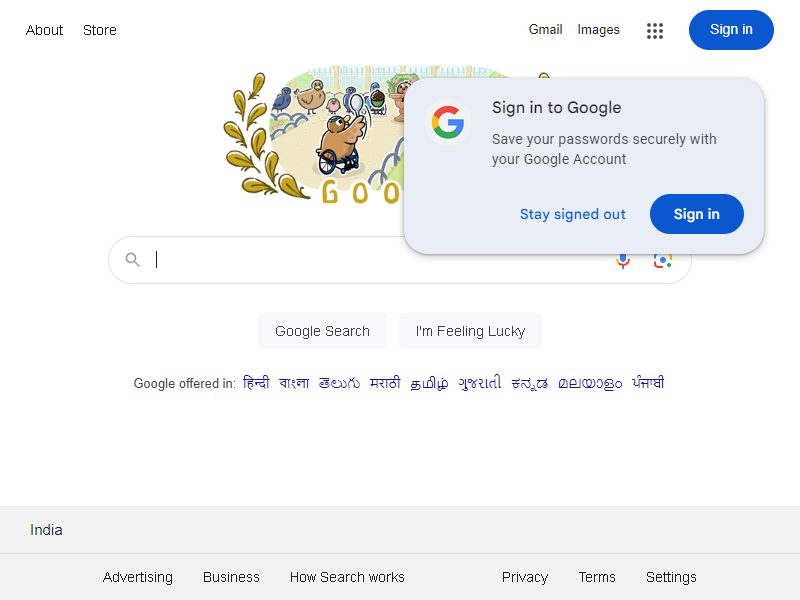 About Store Gmail Images Sign in
Goo
Sign in to Google
Save your passwords securely with
your Google Account
Stay signed out Sign in
Google Search I'm Feeling Lucky
Google offered in: हिन्दी বাংলা తెలుగు मराठी தமிழ் ગુજરાતી ಕನ್ನಡ മലയാളം ਪੰਜਾਬੀ
India
Advertising Business How Search works Privacy Terms Settings